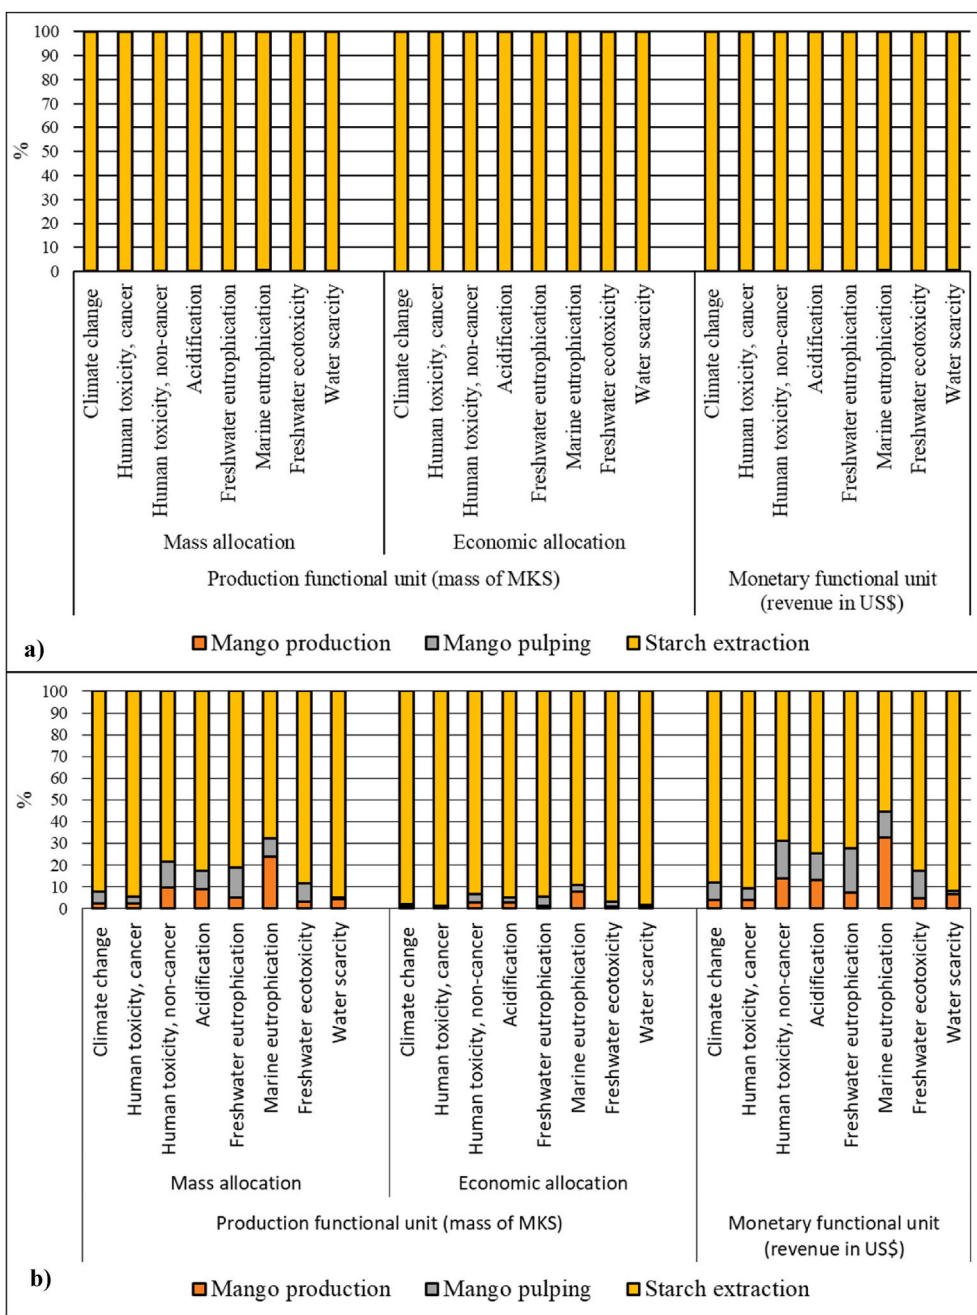 100
90
80
70
60
50
40
30
20
10
0
%
Climate change
Human toxicity, cancer
Human toxicity, non-cancer
Acidification
Freshwater eutrophication
Marine eutrophication
Freshwater ecotoxicity
Water scarcity
Climate change
Human toxicity, cancer
Human toxicity, non-cancer
Acidification
Freshwater eutrophication
Marine eutrophication
Freshwater ecotoxicity
Water scarcity
Climate change
Human toxicity, cancer
Human toxicity, non-cancer
Acidification
Freshwater eutrophication
Marine eutrophication
Freshwater ecotoxicity
Water scarcity
Mass allocation
Economic allocation
Production functional unit (mass of MKS)
Monetary functional unit
(revenue in US$)
a)
Mango production
Mango pulping
Starch extraction
100
90
80
70
60
50
40
30
20
10
0
%
Climate change
Human toxicity, cancer
Human toxicity, non-cancer
Acidification
Freshwater eutrophication
Marine eutrophication
Freshwater ecotoxicity
Water scarcity
Climate change
Human toxicity, cancer
Human toxicity, non-cancer
Acidification
Freshwater eutrophication
Marine eutrophication
Freshwater ecotoxicity
Water scarcity
Climate change
Human toxicity, cancer
Human toxicity, non-cancer
Acidification
Freshwater eutrophication
Marine eutrophication
Freshwater ecotoxicity
Water scarcity
Mass allocation
Economic allocation
Production functional unit (mass of MKS)
Monetary functional unit
(revenue in US$)
b)
Mango production
Mango pulping
Starch extraction